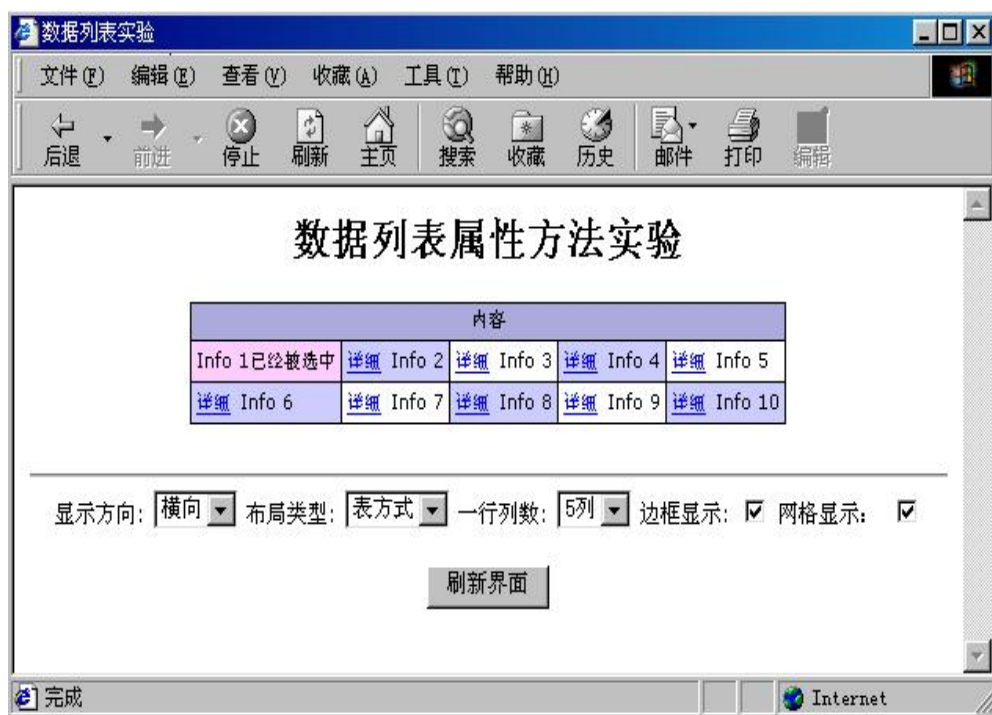 数据列表实验
文件(F) 编辑(E) 查看(V) 收藏(A) 工具(T) 帮助(H)
后退 前进 停止 刷新 主页 搜索 收藏 历史 邮件 打印 编辑
数据列表属性方法实验
内容
Info 1已经被选中 详细 Info 2 详细 Info 3 详细 Info 4 详细 Info 5
详细 Info 6 详细 Info 7 详细 Info 8 详细 Info 9 详细 Info 10
显示方向: 横向 布局类型: 表方式 一行列数: 5列 边框显示: 网格显示:
刷新界面
完成 Internet